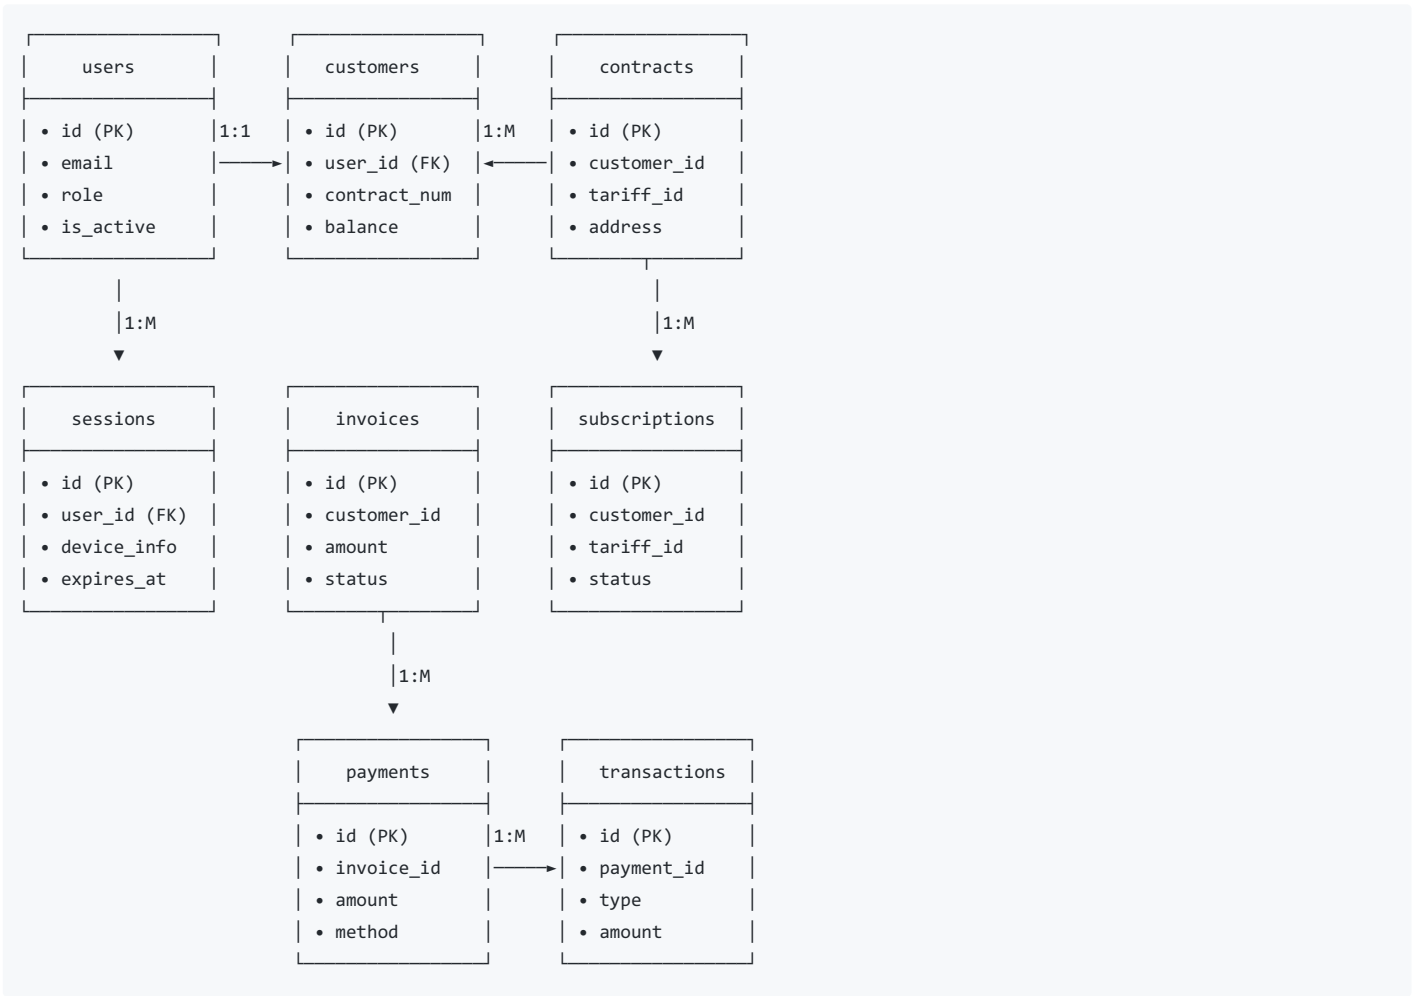 users customers contracts
• id (PK) 1:1 • id (PK) 1:M • id (PK)
• email • user_id (FK) • customer_id
• role • contract_num • tariff_id
• is_active • balance • address
1:M 1:M
sessions invoices subscriptions
• id (PK) • id (PK) • id (PK)
• user_id (FK) • customer_id • customer_id
• device_info • amount • tariff_id
• expires_at • status • status
1:M
payments transactions
• id (PK) 1:M • id (PK)
• invoice_id • payment_id
• amount • type
• method • amount